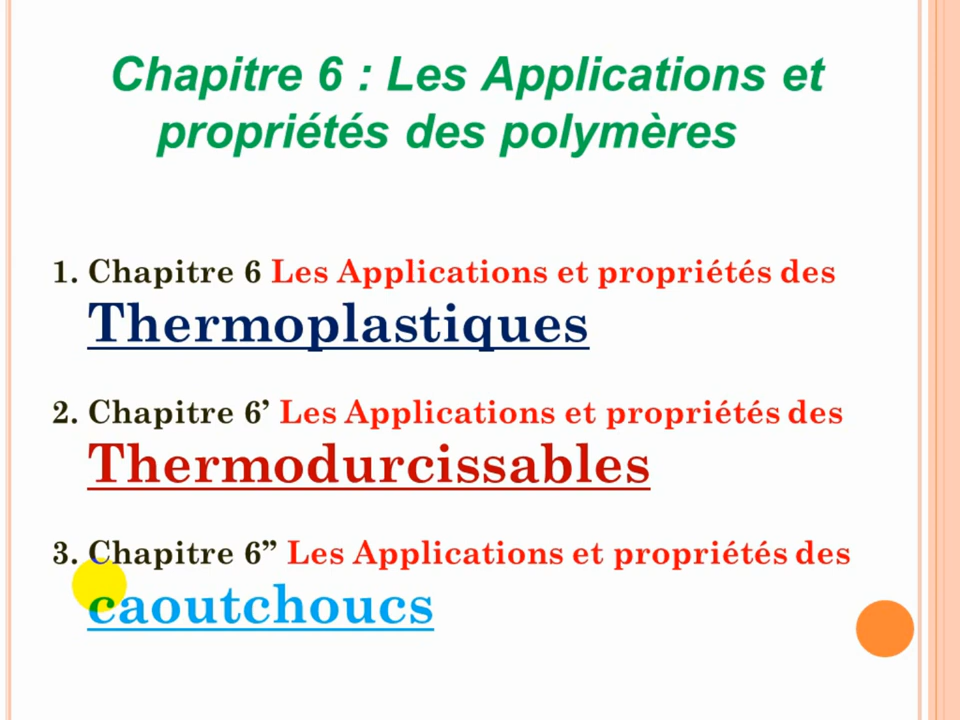 Chapitre 6 : Les Applications et
propriétés des polymères
1. Chapitre 6 Les Applications et propriétés des
Thermoplastiques
2. Chapitre 6’ Les Applications et propriétés des
Thermodurcissables
3. Chapitre 6” Les Applications et propriétés des
caoutchoucs